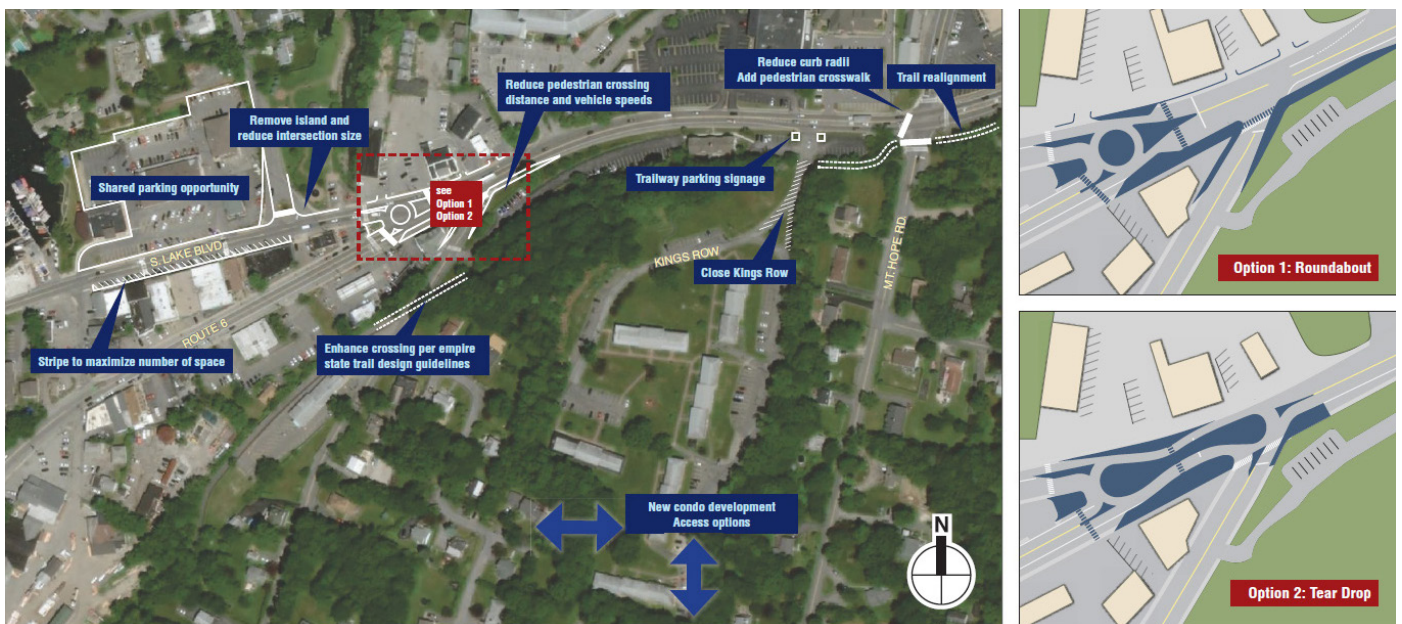 Reduce curb radii
Add pedestrian crosswalk
Trail realignment
Reduce pedestrian crossing
distance and vehicle speeds
Remove island and
reduce intersection size
Shared parking opportunity
see
Option 1
Option 2
Trailway parking signage
S. LAKE BLVD
KINGS ROW
Close Kings Row
MT. HOPE RD.
ROUTE 6
Stripe to maximize number of space
Enhance crossing per empire
state trail design guidelines
New condo development
Access options
N
Option 1: Roundabout
Option 2: Tear Drop